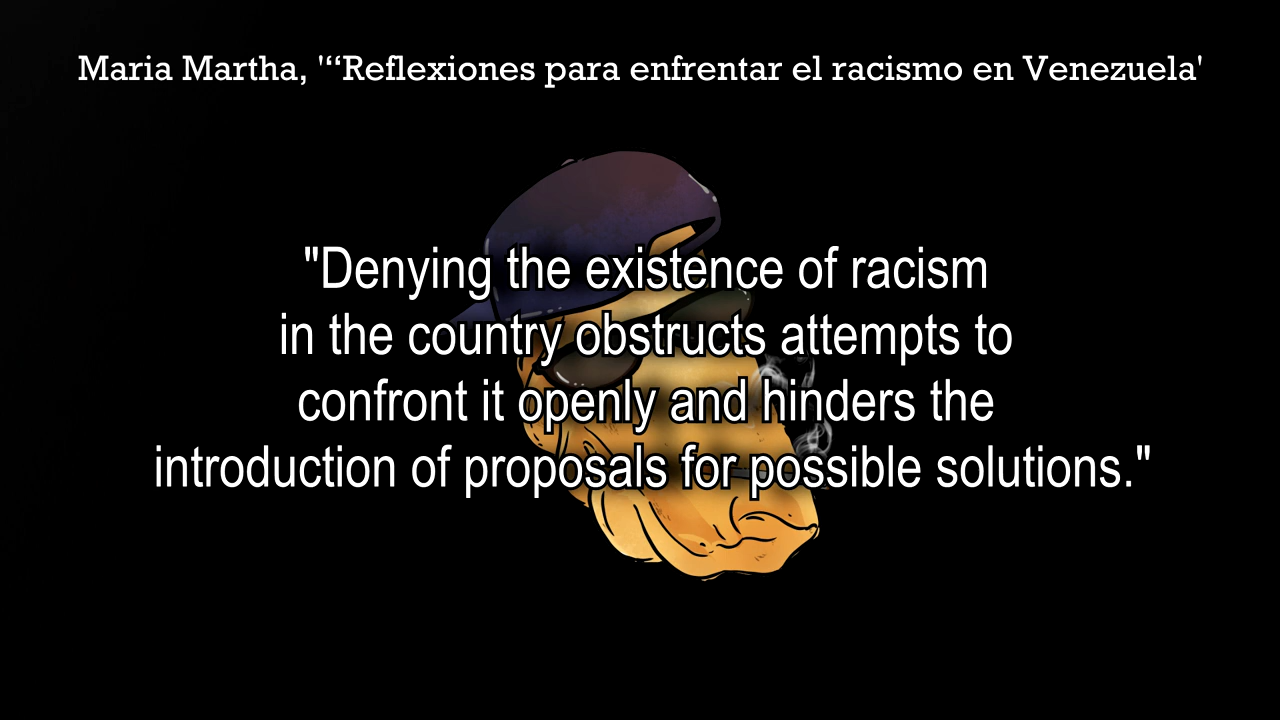 Maria Martha, '“Reflexiones para enfrentar el racismo en Venezuela'
"Denying the existence of racism
in the country obstructs attempts to
confront it openly and hinders the
introduction of proposals for possible solutions."